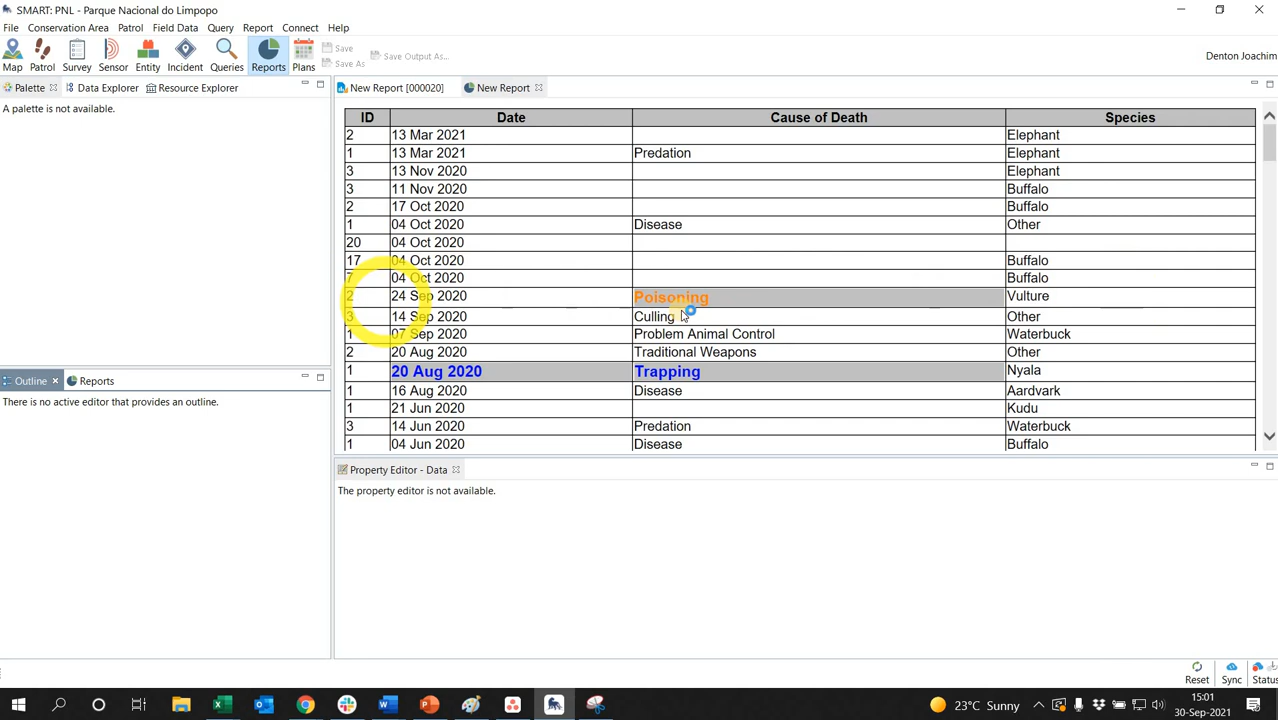 SMART: PNL - Parque Nacional do Limpopo
File Conservation Area Patrol Field Data Query Report Connect Help
Map Patrol Survey Sensor Entity Incident Queries Reports Plans Save Save As Save Output As... Denton Joachim
Palette Data Explorer Resource Explorer
A palette is not available.
Outline Reports
There is no active editor that provides an outline.
New Report [000020] New Report
ID Date Cause of Death Species
2 13 Mar 2021 Elephant
1 13 Mar 2021 Predation Elephant
3 13 Nov 2020 Elephant
3 11 Nov 2020 Buffalo
2 17 Oct 2020 Buffalo
1 04 Oct 2020 Disease Other
20 04 Oct 2020
17 04 Oct 2020 Buffalo
7 04 Oct 2020 Buffalo
2 24 Sep 2020 Poisoning Vulture
3 14 Sep 2020 Culling Other
1 07 Sep 2020 Problem Animal Control Waterbuck
2 20 Aug 2020 Traditional Weapons Other
1 20 Aug 2020 Trapping Nyala
1 16 Aug 2020 Disease Aardvark
1 21 Jun 2020 Kudu
3 14 Jun 2020 Predation Waterbuck
1 04 Jun 2020 Disease Buffalo
Property Editor - Data
The property editor is not available.
Reset Sync Status
23°C Sunny
15:01
30-Sep-2021